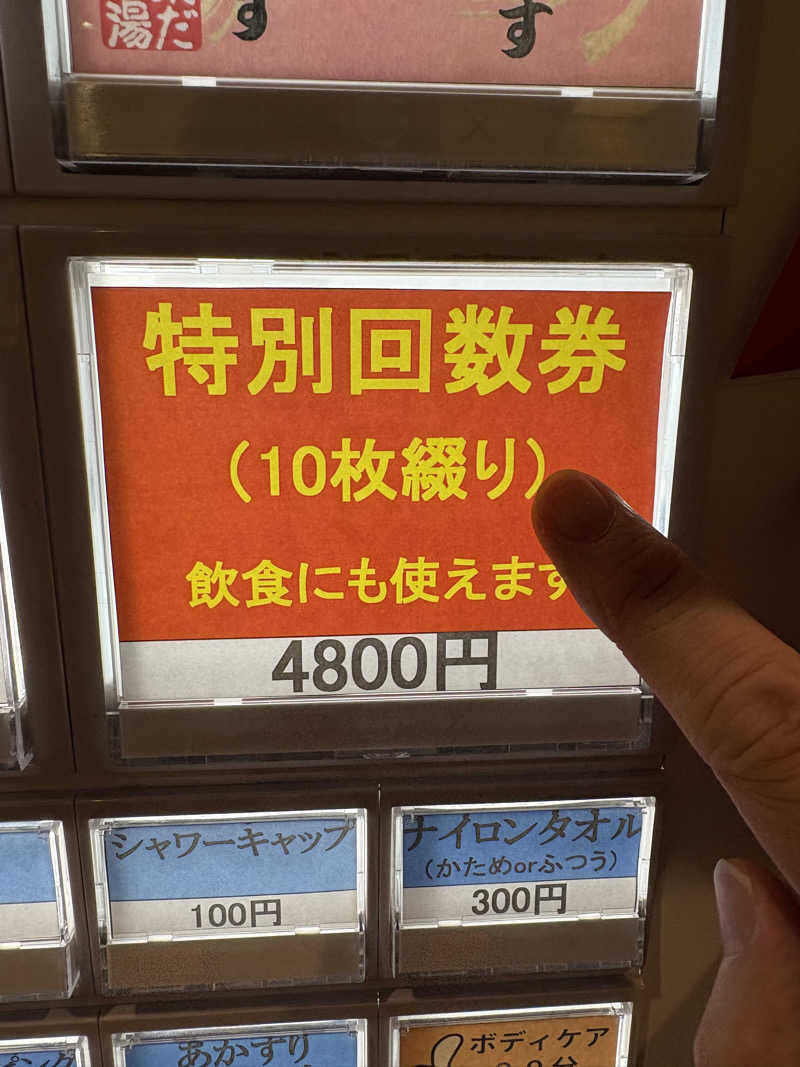 湯
だ
す
す
特別回数券
(10枚綴り)
飲食にも使えます
4800円
シャワーキャップ
100円
ナイロンタオル
(かためorふつう)
300円
あかすり
ボディケア